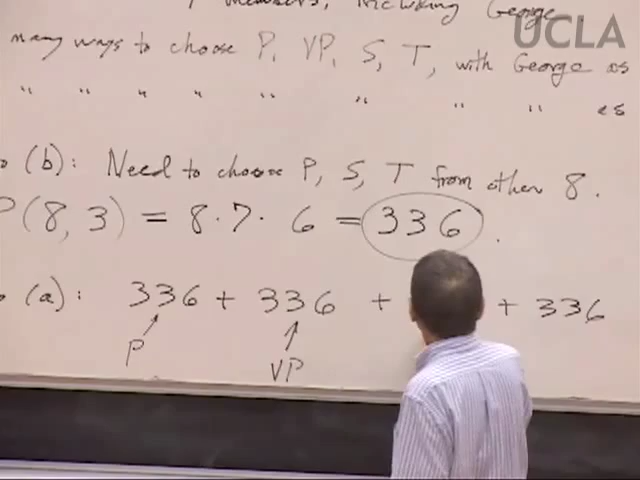 members, including George
UCLA
many ways to choose P, VP, S, T, with George as
" " " " " " " " es
(b): Need to choose P, S, T from other 8.
P(8,3) = 8·7·6 = 336.
(a): 336 + 336 + + 336
P VP